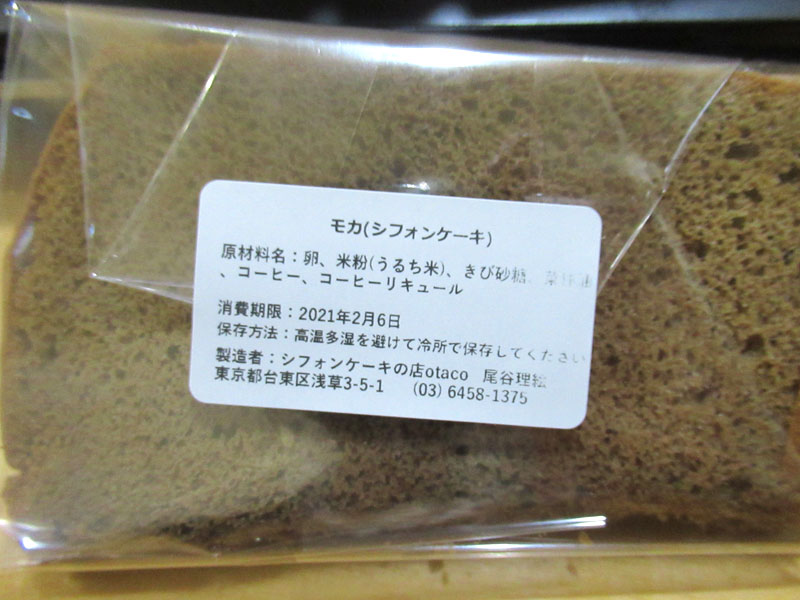 モカ(シフォンケーキ)
原材料名：卵、米粉(うるち米)、きび砂糖、菜種油
、コーヒー、コーヒーリキュール
消費期限：2021年2月6日
保存方法：高温多湿を避けて冷所で保存してください
製造者：シフォンケーキの店otaco 尾谷理絵
東京都台東区浅草3-5-1 (03) 6458-1375